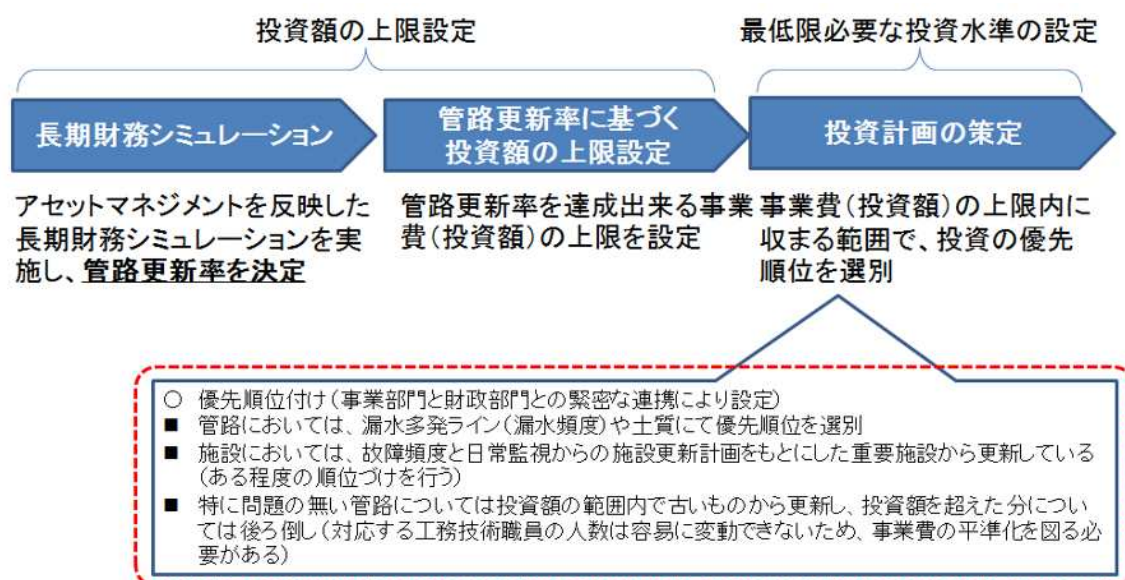 投資額の上限設定
最低限必要な投資水準の設定
長期財務シミュレーション
管路更新率に基づく
投資額の上限設定
投資計画の策定
アセットマネジメントを反映した
長期財務シミュレーションを実
施し、管路更新率を決定
管路更新率を達成出来る事業
費(投資額)の上限を設定
事業費(投資額)の上限内に
収まる範囲で、投資の優先
順位を選別
○ 優先順位付け(事業部門と財政部門との緊密な連携により設定)
■ 管路においては、漏水多発ライン(漏水頻度)や土質にて優先順位を選別
■ 施設においては、故障頻度と日常監視からの施設更新計画をもとにした重要施設から更新している
(ある程度の順位づけを行う)
■ 特に問題の無い管路については投資額の範囲内で古いものから更新し、投資額を超えた分につい
ては後ろ倒し(対応する工務技術職員の人数は容易に変動できないため、事業費の平準化を図る必
要がある)